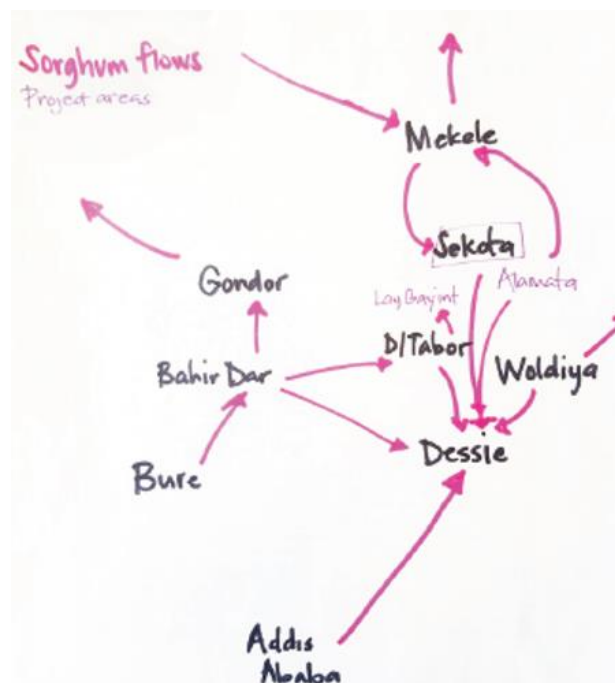 Sorghum flows
Project areas
Mekele
Sekota
Alamata
Gondor
Lay Gayint
D/Tabor
Bahir Dar
Woldiya
Dessie
Bure
Addis
Ababa